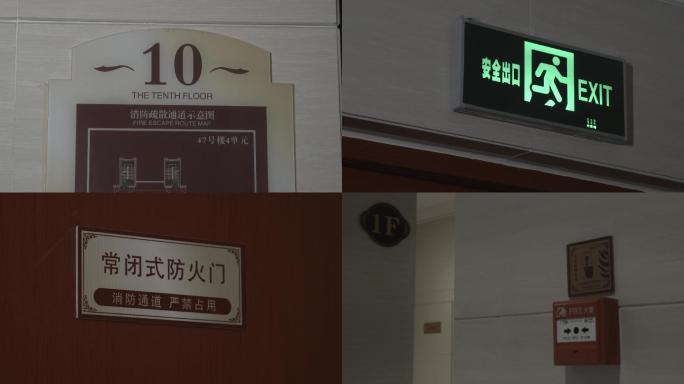 10
THE TENTH FLOOR
消防疏散通道示意图
FIRE ESCAPE ROUTE MAP
47号楼4单元
安全出口 EXIT
常闭式防火门
消防通道 严禁占用
1F